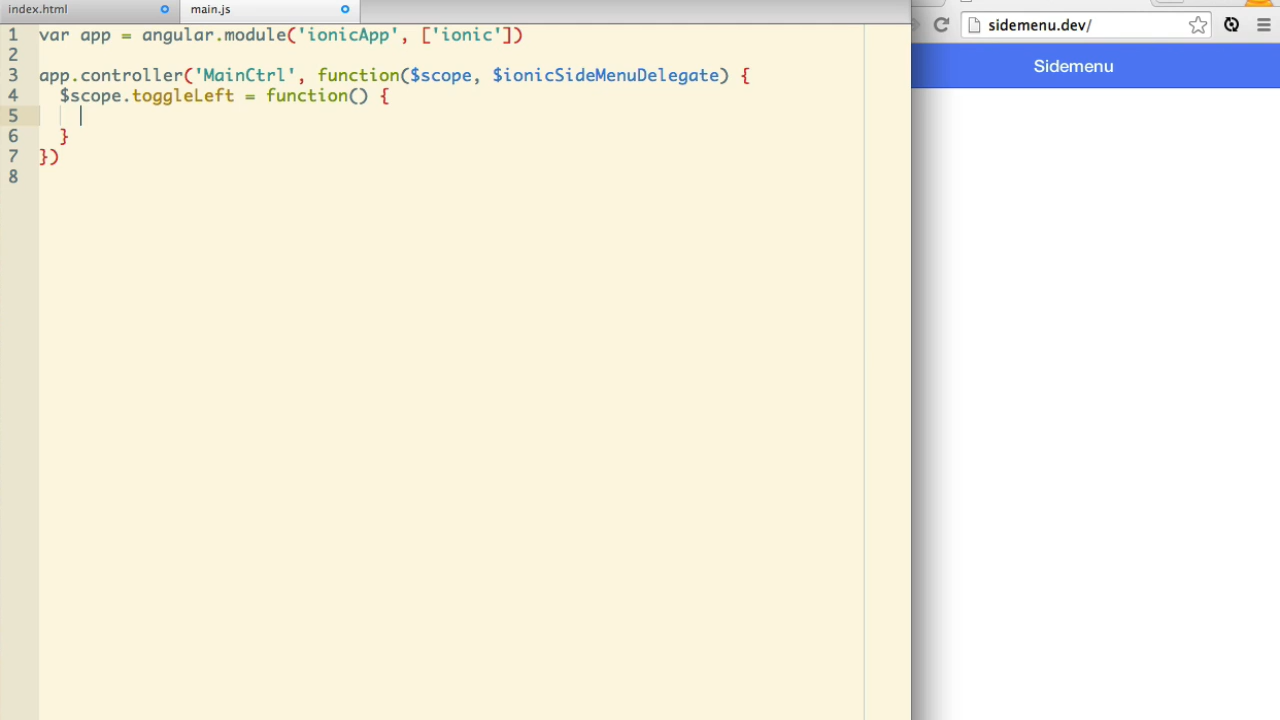 index.html
main.js
1 var app = angular.module('ionicApp', ['ionic'])
2
3 app.controller('MainCtrl', function($scope, $ionicSideMenuDelegate) {
4 $scope.toggleLeft = function() {
5
6 }
7 })
8
sidemenu.dev/
Sidemenu